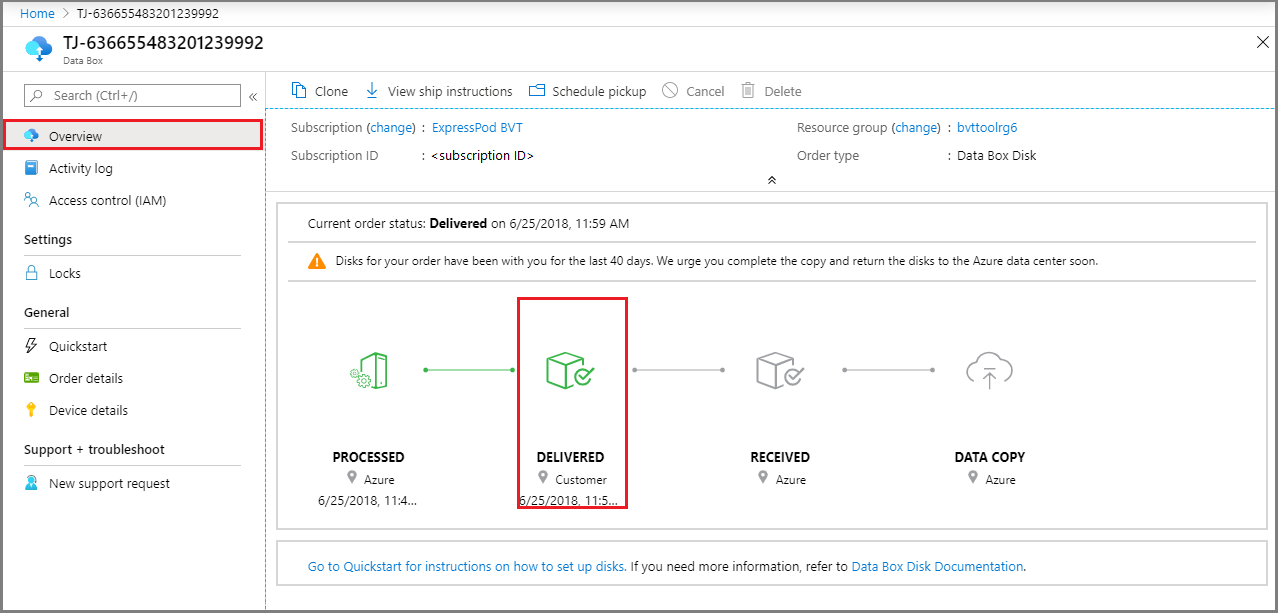 Home > TJ-636655483201239992
TJ-636655483201239992
Data Box
Search (Ctrl+/)
«
Overview
Activity log
Access control (IAM)
Settings
Locks
General
Quickstart
Order details
Device details
Support + troubleshoot
New support request
Clone View ship instructions Schedule pickup Cancel Delete
Subscription (change) : ExpressPod BVT Resource group (change) : bvttoolrg6
Subscription ID : <subscription ID> Order type : Data Box Disk
Current order status: Delivered on 6/25/2018, 11:59 AM
Disks for your order have been with you for the last 40 days. We urge you complete the copy and return the disks to the Azure data center soon.
PROCESSED DELIVERED RECEIVED DATA COPY
Azure Customer Azure Azure
6/25/2018, 11:4... 6/25/2018, 11:5...
Go to Quickstart for instructions on how to set up disks. If you need more information, refer to Data Box Disk Documentation.